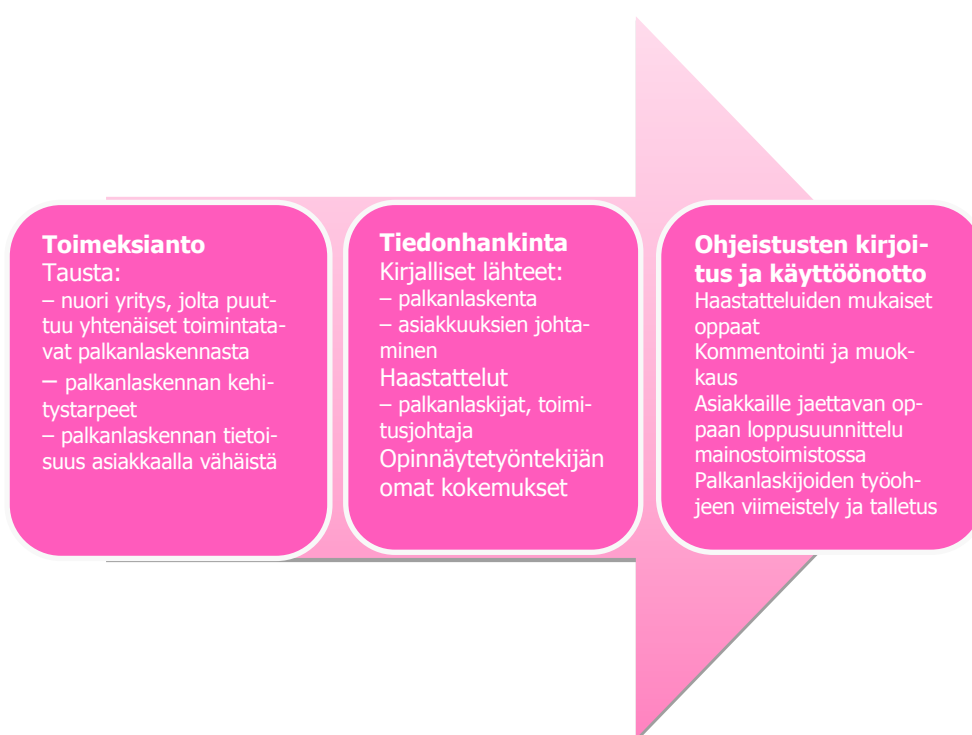 Toimeksianto
Tausta:
– nuori yritys, jolta puut-
tuu yhtenäiset toimintata-
vat palkanlaskennasta
– palkanlaskennan kehi-
tystarpeet
– palkanlaskennan tietoi-
suus asiakkaalla vähäistä
Tiedonhankinta
Kirjalliset lähteet:
– palkanlaskenta
– asiakkuuksien johta-
minen
Haastattelut
– palkanlaskijat, toimi-
tusjohtaja
Opinnäytetyöntekijän
omat kokemukset
Ohjeistusten kirjoi-
tus ja käyttöönotto
Haastatteluiden mukaiset
oppaat
Kommentointi ja muok-
kaus
Asiakkaille jaettavan op-
paan loppusuunnittelu
mainostoimistossa
Palkanlaskijoiden työoh-
jeen viimeistely ja talletus